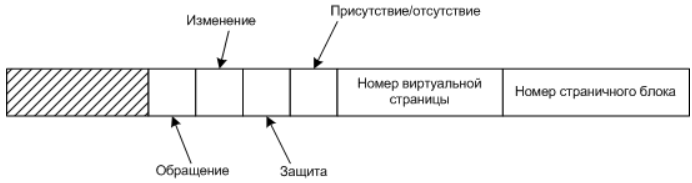 Присутствие/отсутствие
Изменение
Номер виртуальной
страницы
Номер страничного блока
Обращение
Защита